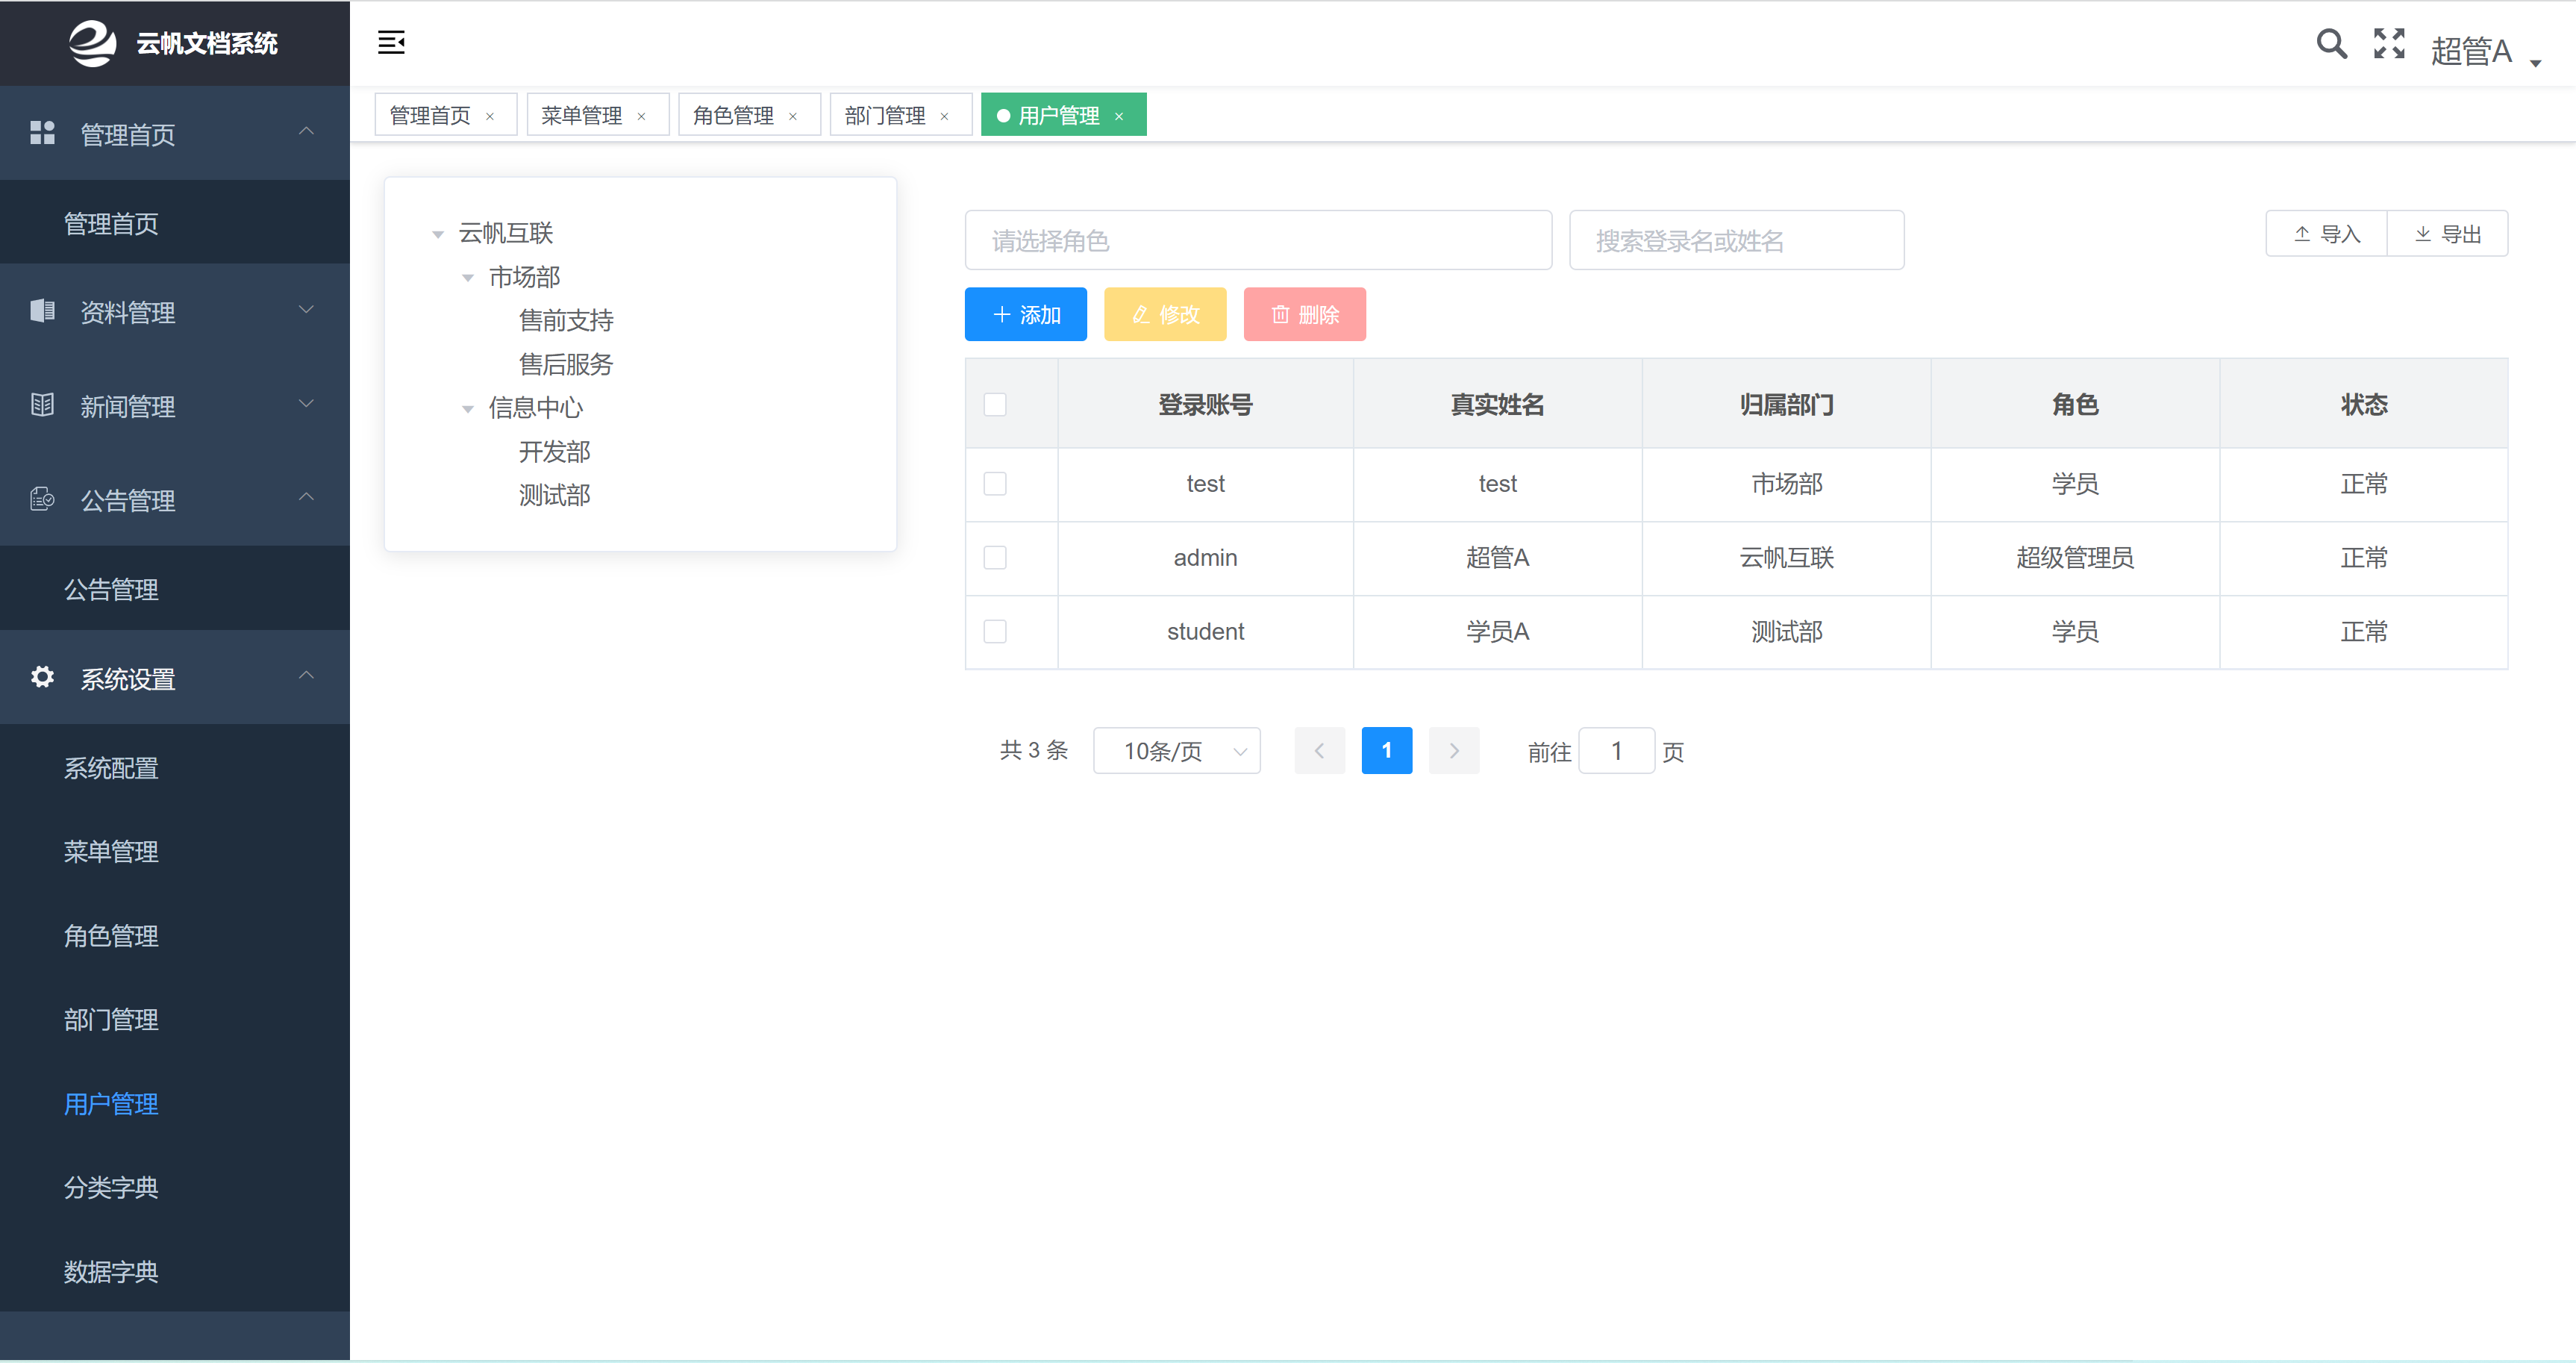 云帆文档系统
超管A
管理首页
管理首页
资料管理
新闻管理
公告管理
公告管理
系统设置
系统配置
菜单管理
角色管理
部门管理
用户管理
分类字典
数据字典
管理首页 × 菜单管理 × 角色管理 × 部门管理 × 用户管理 ×
云帆互联
市场部
售前支持
售后服务
信息中心
开发部
测试部
请选择角色 搜索登录名或姓名 导入 导出
添加 修改 删除
登录账号 真实姓名 归属部门 角色 状态
test test 市场部 学员 正常
admin 超管A 云帆互联 超级管理员 正常
student 学员A 测试部 学员 正常
共 3 条 10条/页 1 前往 1 页